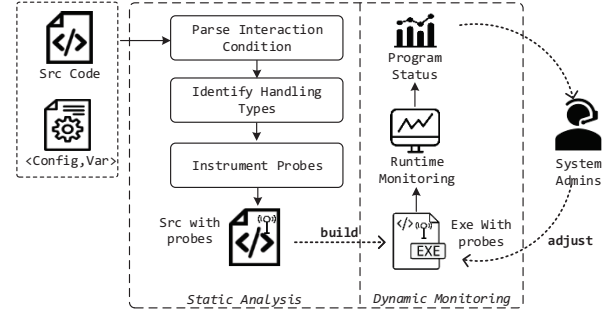 Src Code
<Config,Var>
Parse Interaction
Condition
Identify Handling
Types
Instrument Probes
Src with
probes
build
Static Analysis
Program
Status
Runtime
Monitoring
Exe With
probes
EXE
Dynamic Monitoring
System
Admins
adjust